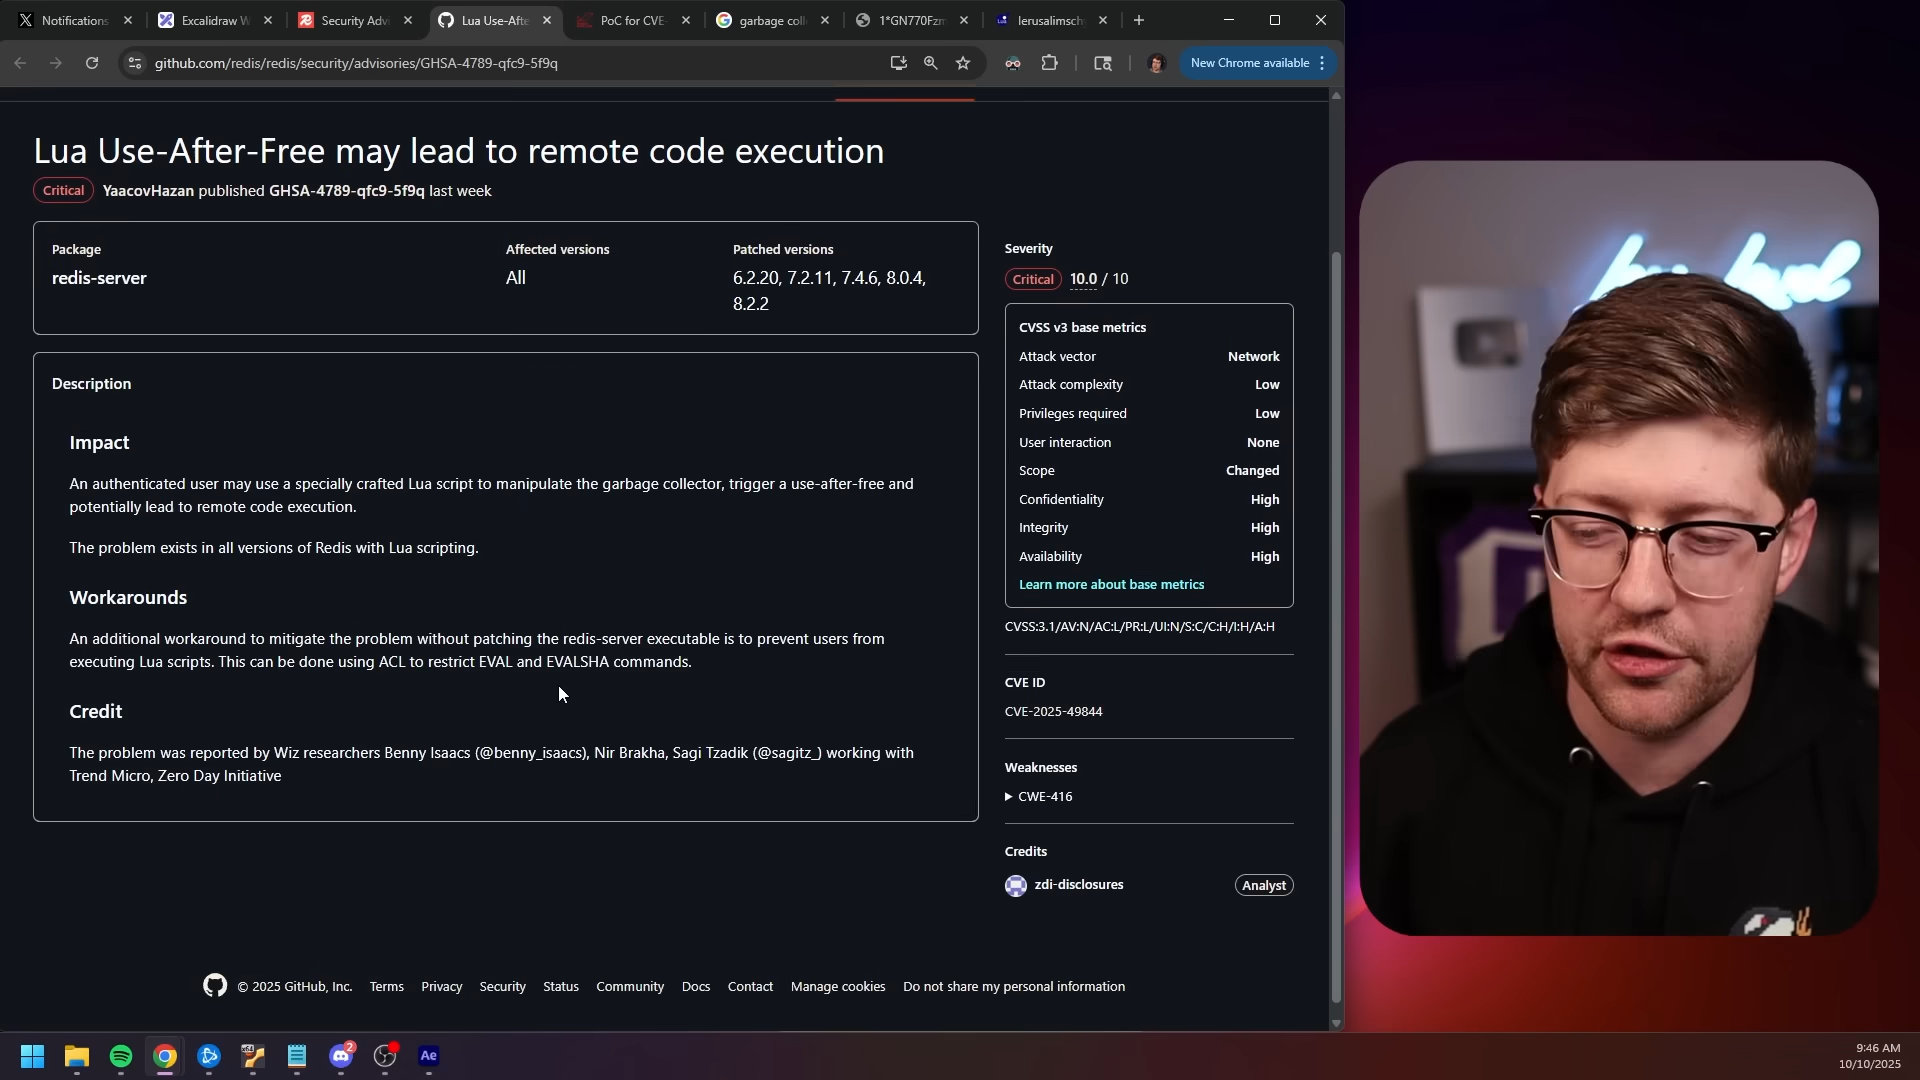 Notifications
Excalidraw W
Security Advi
Lua Use-Afte
PoC for CVE-
garbage coll
1*GN770Fzm
Ierusalimsch
github.com/redis/redis/security/advisories/GHSA-4789-qfc9-5f9q
New Chrome available
Lua Use-After-Free may lead to remote code execution
Critical YaacovHazan published GHSA-4789-qfc9-5f9q last week
Package
redis-server
Affected versions
All
Patched versions
6.2.20, 7.2.11, 7.4.6, 8.0.4,
8.2.2
Description
Impact
An authenticated user may use a specially crafted Lua script to manipulate the garbage collector, trigger a use-after-free and
potentially lead to remote code execution.
The problem exists in all versions of Redis with Lua scripting.
Workarounds
An additional workaround to mitigate the problem without patching the redis-server executable is to prevent users from
executing Lua scripts. This can be done using ACL to restrict EVAL and EVALSHA commands.
Credit
The problem was reported by Wiz researchers Benny Isaacs (@benny_isaacs), Nir Brakha, Sagi Tzadik (@sagitz_) working with
Trend Micro, Zero Day Initiative
Severity
Critical 10.0 / 10
CVSS v3 base metrics
Attack vector Network
Attack complexity Low
Privileges required Low
User interaction None
Scope Changed
Confidentiality High
Integrity High
Availability High
Learn more about base metrics
CVSS:3.1/AV:N/AC:L/PR:L/UI:N/S:C/C:H/I:H/A:H
CVE ID
CVE-2025-49844
Weaknesses
CWE-416
Credits
zdi-disclosures Analyst
© 2025 GitHub, Inc. Terms Privacy Security Status Community Docs Contact Manage cookies Do not share my personal information
2
Ae
9:46 AM
10/10/2025